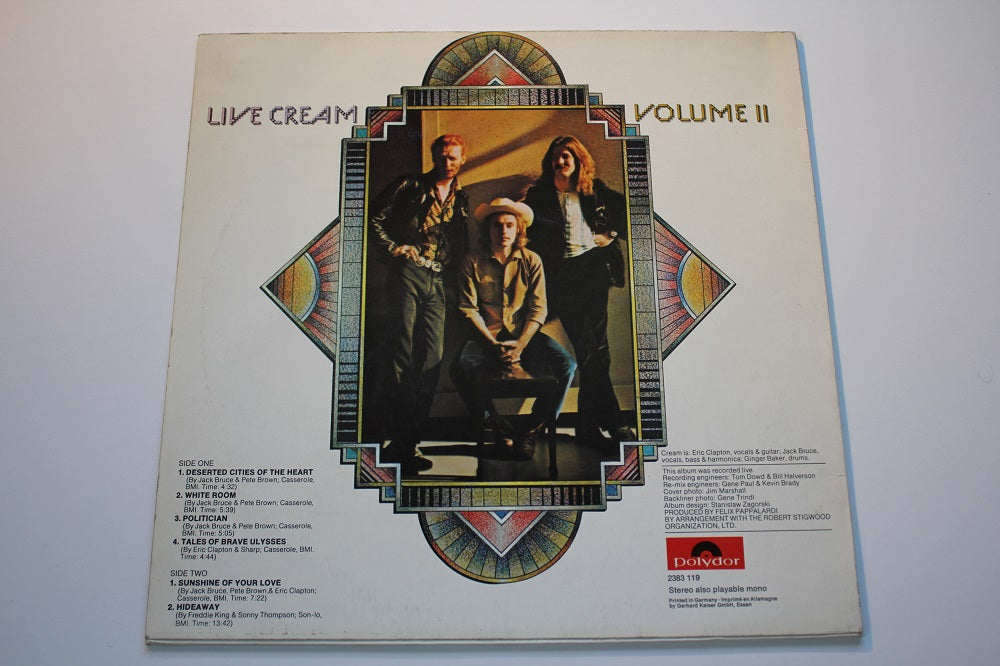 LIVE CREAM
VOLUME II
SIDE ONE
1. DESERTED CITIES OF THE HEART
(By Jack Bruce & Pete Brown; Casserole,
BMI. Time: 4:32)
2. WHITE ROOM
(By Jack Bruce & Pete Brown; Casserole,
BMI. Time: 5:39)
3. POLITICIAN
(By Jack Bruce & Pete Brown; Casserole,
BMI. Time: 5:05)
4. TALES OF BRAVE ULYSSES
(By Eric Clapton & Sharp; Casserole, BMI.
Time: 4:44)
SIDE TWO
1. SUNSHINE OF YOUR LOVE
(By Jack Bruce, Pete Brown & Eric Clapton;
Casserole, BMI. Time: 7:22)
2. HIDEAWAY
(By Freddie King & Sonny Thompson; Son-lo,
BMI. Time: 13:42)
Cream is: Eric Clapton, vocals & guitar; Jack Bruce,
vocals, bass & harmonica; Ginger Baker, drums.
This album was recorded live.
Recording engineers: Tom Dowd & Bill Halverson
Re-mix engineers: Gene Paul & Kevin Brady
Cover photo: Jim Marshall
Backliner photo: Gene Trindl
Album design: Stanislaw Zagorski
PRODUCED BY FELIX PAPPALARDI
BY ARRANGEMENT WITH THE ROBERT STIGWOOD
ORGANIZATION, LTD.
polydor
2383 119
Stereo also playable mono
Printed in Germany · Imprimé en Allemagne
by Gerhard Kaiser GmbH, Essen